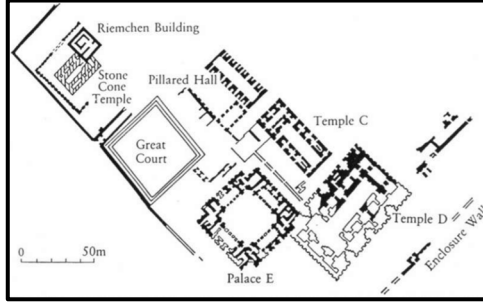 Riemchen Building
Stone
Cone
Temple
Pillared Hall
Great
Court
Temple C
Temple D
Enclosure Wall
Palace E
0 50m